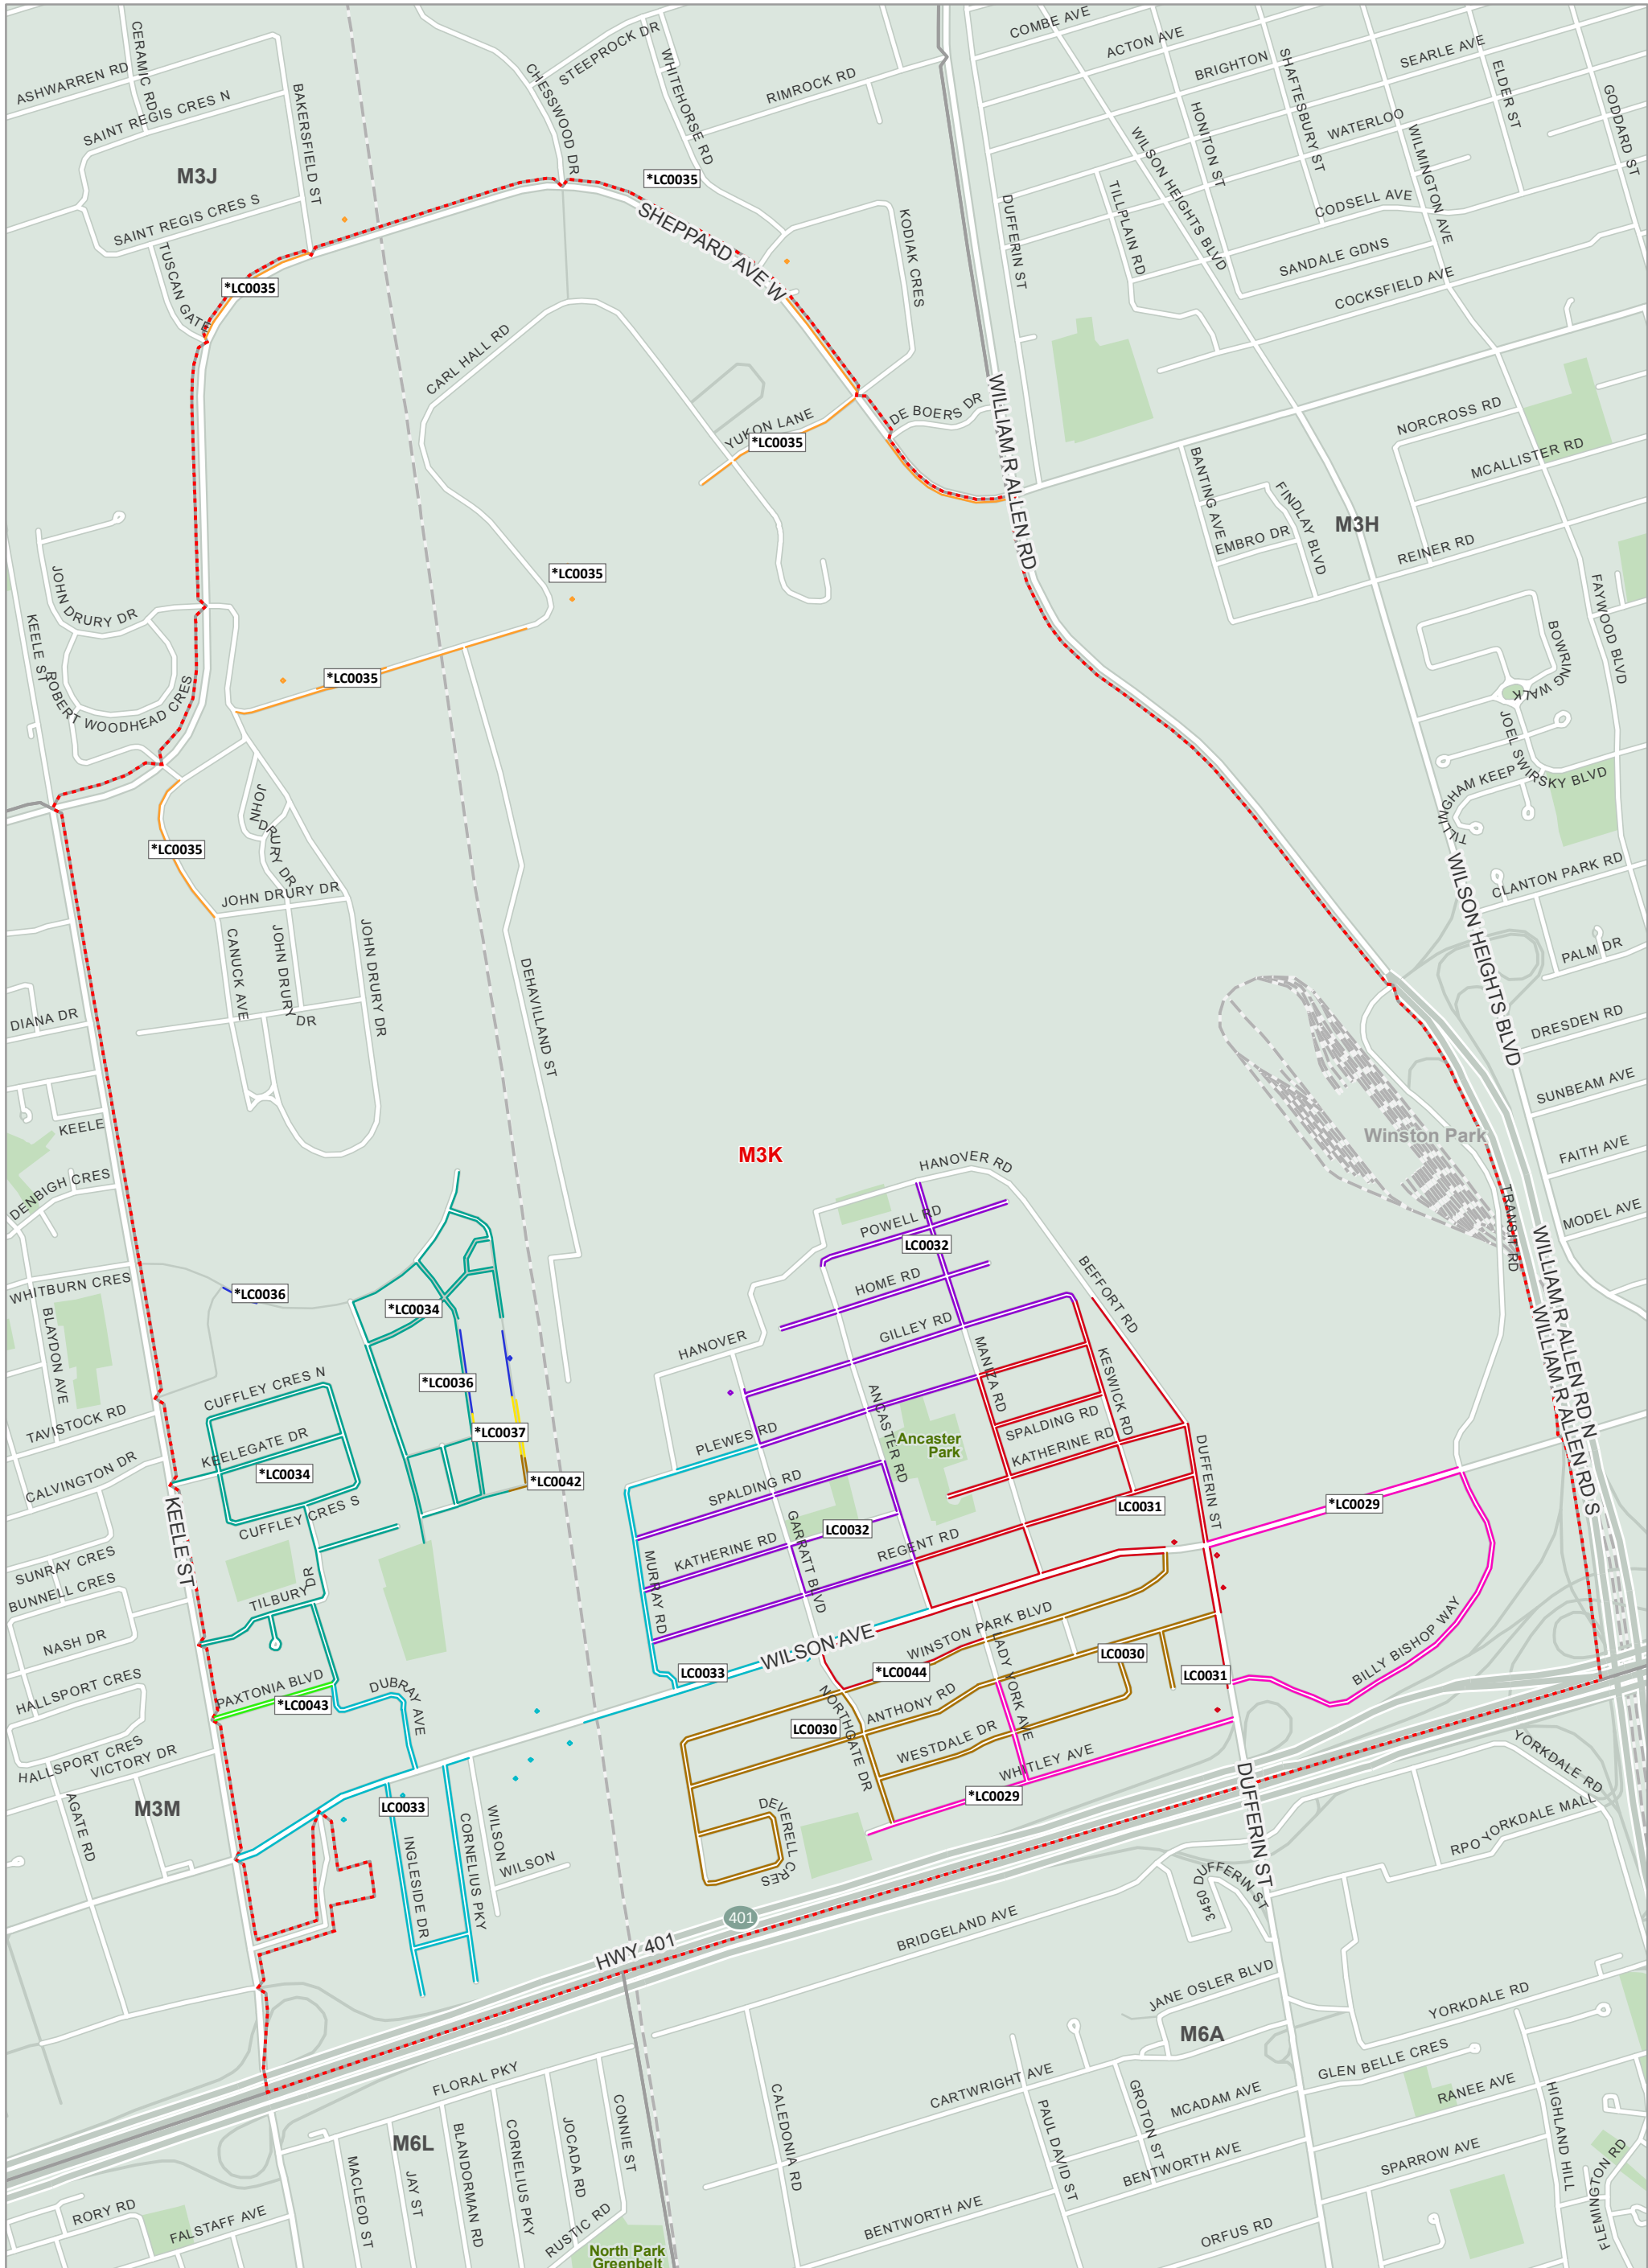 COMBE AVE
ACTON AVE
BRIGHTON
SEARLE AVE
SHAFTESBURY ST
ELDER ST
GODDARD ST
WATERLOO
WILMINGTON AVE
HONITON ST
WILSON HEIGHTS BLVD
CODSELL AVE
SANDALE GDNS
COCKSFIELD AVE
TILLPLAIN RD
DUFFERIN ST
CERAMIC RD
ASHWARREN RD
SAINT REGIS CRES N
BAKERSFIELD ST
M3J
SAINT REGIS CRES S
TUSCAN GATE
CHESSWOOD DR
STEEPROCK DR
WHITEHORSE RD
RIMROCK RD
*LC0035
SHEPPARD AVE W
KODIAK CRES
*LC0035
CARL HALL RD
YUKON LANE
*LC0035
DE BOERS DR
WILLIAM R ALLEN RD
NORCROSS RD
MCALLISTER RD
BANTING AVE
FINDLAY BLVD
EMBRO DR
M3H
REINER RD
FAYWOOD BLVD
BOWRING WALK
JOEL SWIRSKY BLVD
TILLINGHAM KEEP
CLANTON PARK RD
WILSON HEIGHTS BLVD
PALM DR
DRESDEN RD
SUNBEAM AVE
FAITH AVE
MODEL AVE
JOHN DRURY DR
KEELE ST
ROBERT WOODHEAD CRES
*LC0035
*LC0035
*LC0035
JOHN DRURY DR
JOHN DRURY DR
CANUCK AVE
JOHN DRURY DR
JOHN DRURY DR
DEHAVILLAND ST
DIANA DR
KEELE
DENBIGH CRES
WHITBURN CRES
BLAYDON AVE
TAVISTOCK RD
CALVINGTON DR
SUNRAY CRES
BUNNELL CRES
NASH DR
HALLSPORT CRES
HALLSPORT CRES
VICTORY DR
AGATE RD
M3M
KEELE ST
M3K
Winston Park
TRANSIT RD
WILLIAM R ALLEN RD N
WILLIAM R ALLEN RD S
HANOVER RD
POWELL RD
LC0032
HOME RD
GILLEY RD
HANOVER
BEFFORT RD
MANIZA RD
KESWICK RD
ANCASTER RD
Ancaster
Park
PLEWES RD
SPALDING RD
KATHERINE RD
SPALDING RD
KATHERINE RD
LC0032
GARRATT BLVD
REGENT RD
LC0031
DUFFERIN ST
*LC0029
MURRAY RD
WILSON AVE
LC0033
WINSTON PARK BLVD
*LC0044
LADY YORK AVE
LC0030
LC0031
BILLY BISHOP WAY
NORTHGATE DR
ANTHONY RD
LC0030
WESTDALE DR
WHITLEY AVE
*LC0029
DEVERELL CRES
*LC0036
*LC0034
*LC0036
*LC0037
*LC0042
CUFFLEY CRES N
KEELEGATE DR
*LC0034
CUFFLEY CRES S
TILBURY DR
PAXTONIA BLVD
*LC0043
DUBRAY AVE
LC0033
INGLESIDE DR
CORNELIUS PKY
WILSON
WILSON
HWY 401
401
DUFFERIN ST
YORKDALE RD
RPO YORKDALE MALL
3450 DUFFERIN ST
BRIDGELAND AVE
JANE OSLER BLVD
M6A
YORKDALE RD
GLEN BELLE CRES
CARTWRIGHT AVE
MCADAM AVE
RANEE AVE
GROTON ST
PAUL DAVID ST
BENTWORTH AVE
SPARROW AVE
HIGHLAND HILL
FLEMINGTON RD
ORFUS RD
BENTWORTH AVE
CALEDONIA RD
FLORAL PKY
M6L
MACLEOD ST
JAY ST
BLANDORMAN RD
CORNELIUS PKY
JOCADA RD
CONNIE ST
RUSTIC RD
RORY RD
FALSTAFF AVE
North Park
Greenbelt